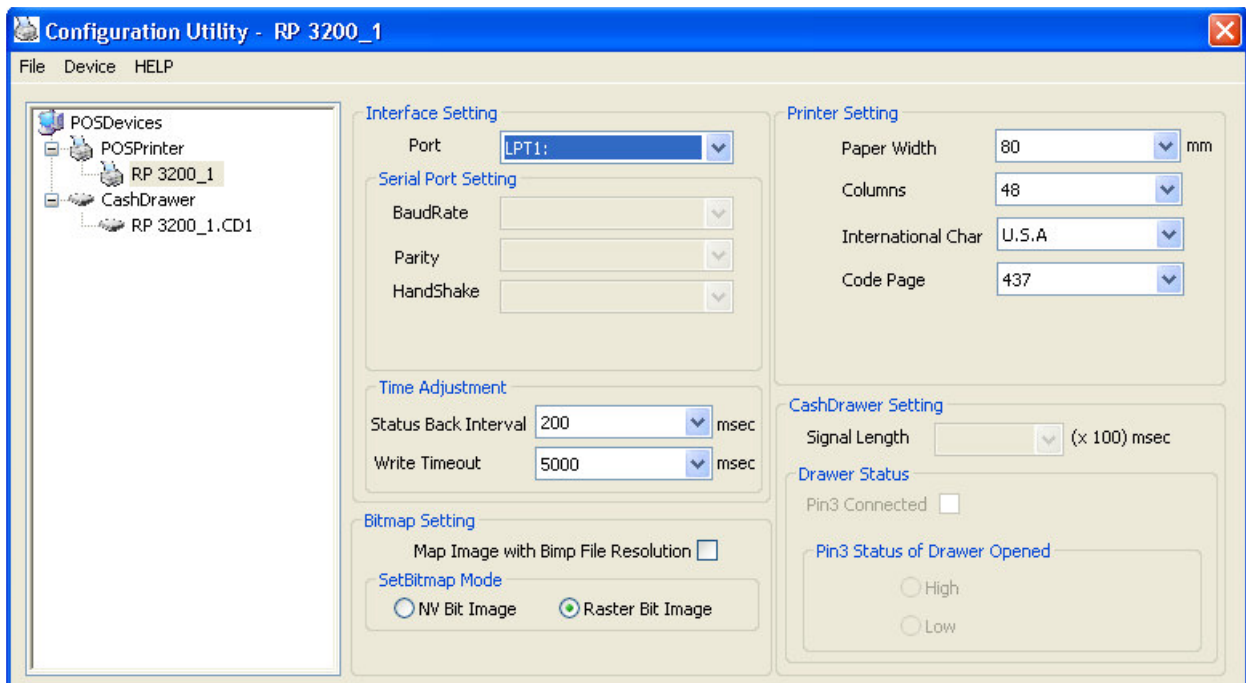 Configuration Utility - RP 3200_1
File Device HELP
POSDevices
POSPrinter
RP 3200_1
CashDrawer
RP 3200_1.CD1
Interface Setting
Port LPT1:
Serial Port Setting
BaudRate
Parity
HandShake
Time Adjustment
Status Back Interval 200 msec
Write Timeout 5000 msec
Bitmap Setting
Map Image with Bimp File Resolution
SetBitmap Mode
NV Bit Image Raster Bit Image
Printer Setting
Paper Width 80 mm
Columns 48
International Char U.S.A
Code Page 437
CashDrawer Setting
Signal Length (x 100) msec
Drawer Status
Pin3 Connected
Pin3 Status of Drawer Opened
High
Low